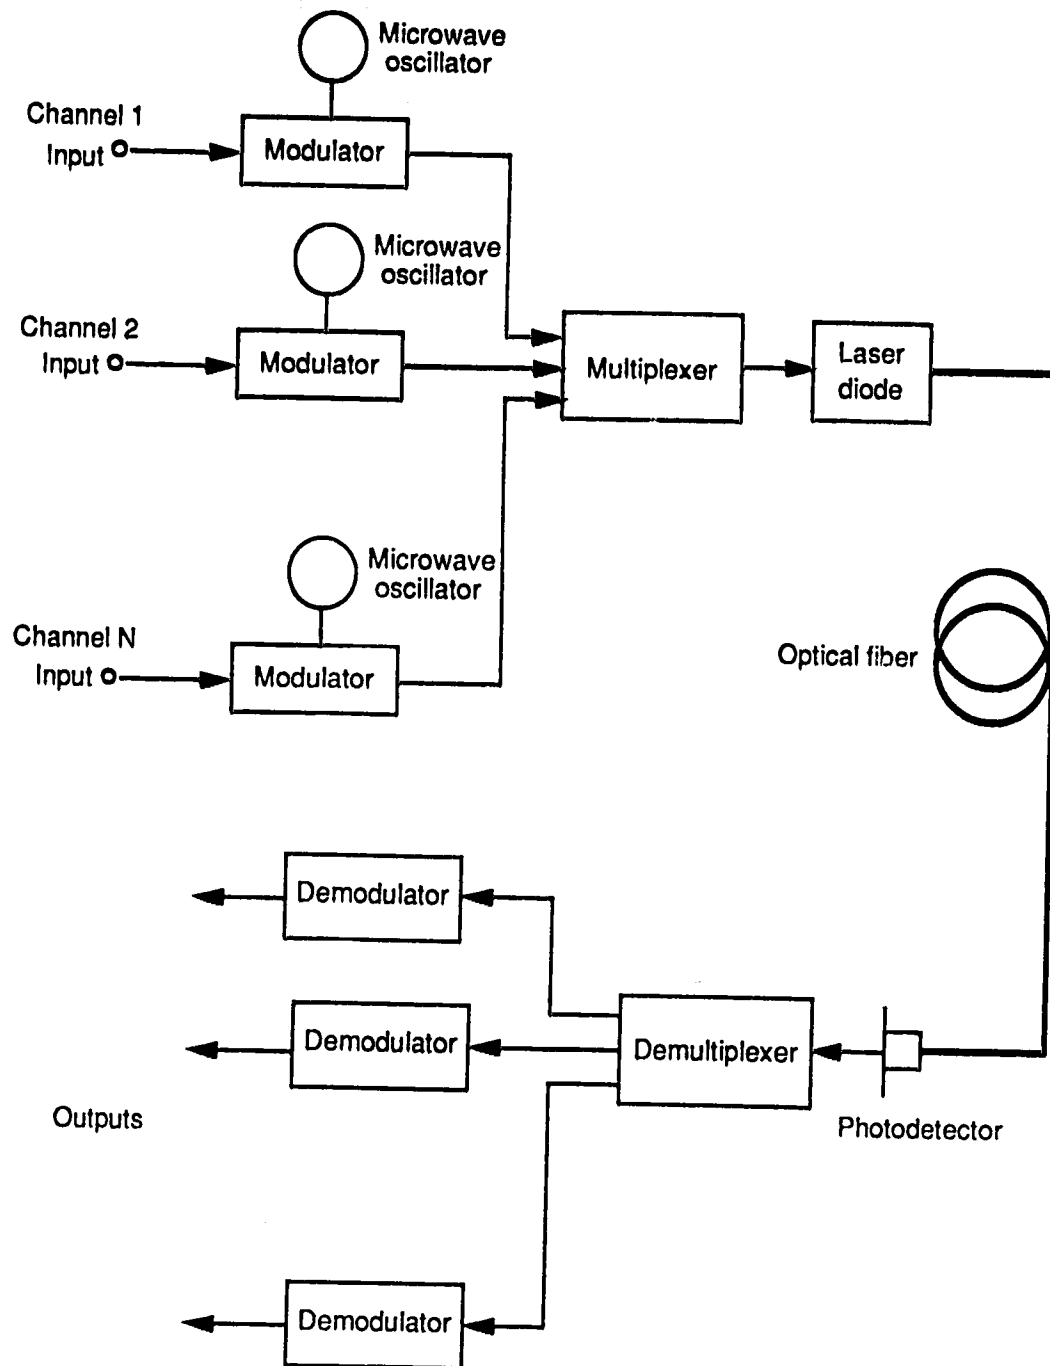 Microwave
oscillator
Channel 1
Input
Modulator
Microwave
oscillator
Channel 2
Input
Modulator
Multiplexer
Laser
diode
Microwave
oscillator
Channel N
Input
Modulator
Optical fiber
Demodulator
Demodulator
Demultiplexer
Outputs
Photodetector
Demodulator